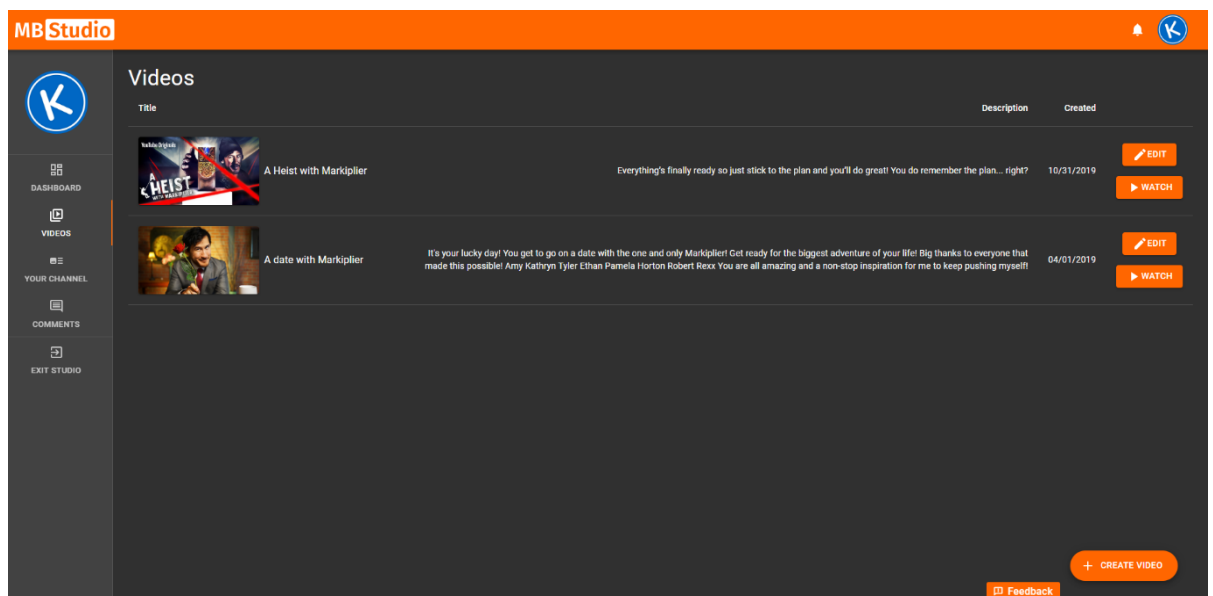 MB Studio
K
K
DASHBOARD
VIDEOS
YOUR CHANNEL
COMMENTS
EXIT STUDIO
Videos
Title Description Created
YouTube Originals
A HEIST
WITH MARKIPLIER
A Heist with Markiplier
Everything's finally ready so just stick to the plan and you'll do great! You do remember the plan... right?
10/31/2019
EDIT
WATCH
A date with Markiplier
It's your lucky day! You get to go on a date with the one and only Markiplier! Get ready for the biggest adventure of your life! Big thanks to everyone that
made this possible! Amy Kathryn Tyler Ethan Pamela Horton Robert Rexx You are all amazing and a non-stop inspiration for me to keep pushing myself!
04/01/2019
EDIT
WATCH
+ CREATE VIDEO
Feedback